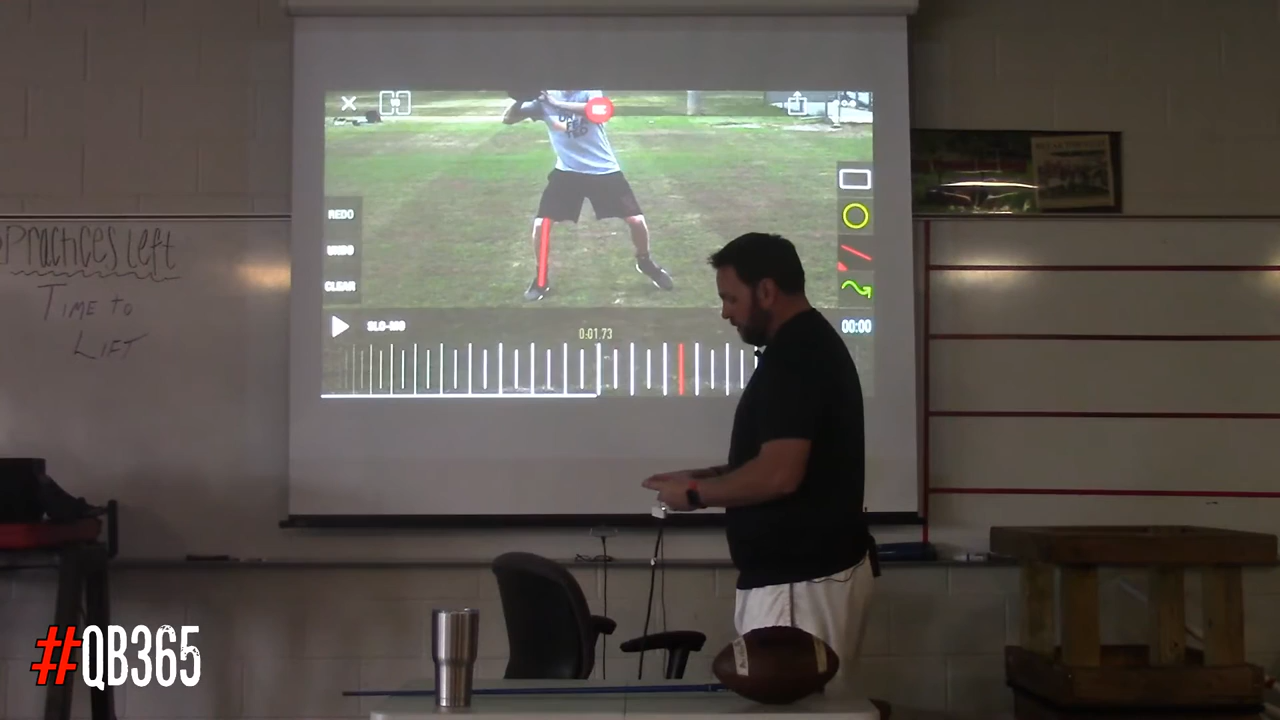 Practices Left
Time to
Lift
REDO
UNDO
CLEAR
SLO-MO
0:01.73
00:00
#QB365